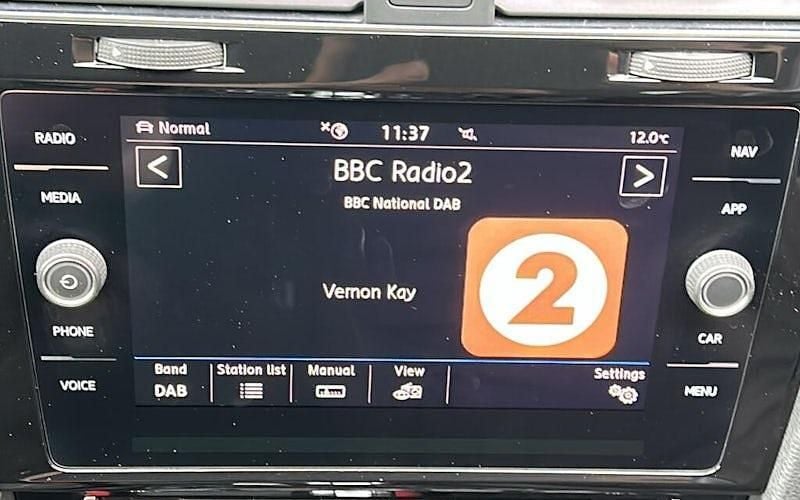 Normal 11:37 12.0°C
BBC Radio2
BBC National DAB
Vernon Kay
2
Band Station list Manual View Settings
DAB
RADIO
MEDIA
PHONE
VOICE
NAV
APP
CAR
MENU